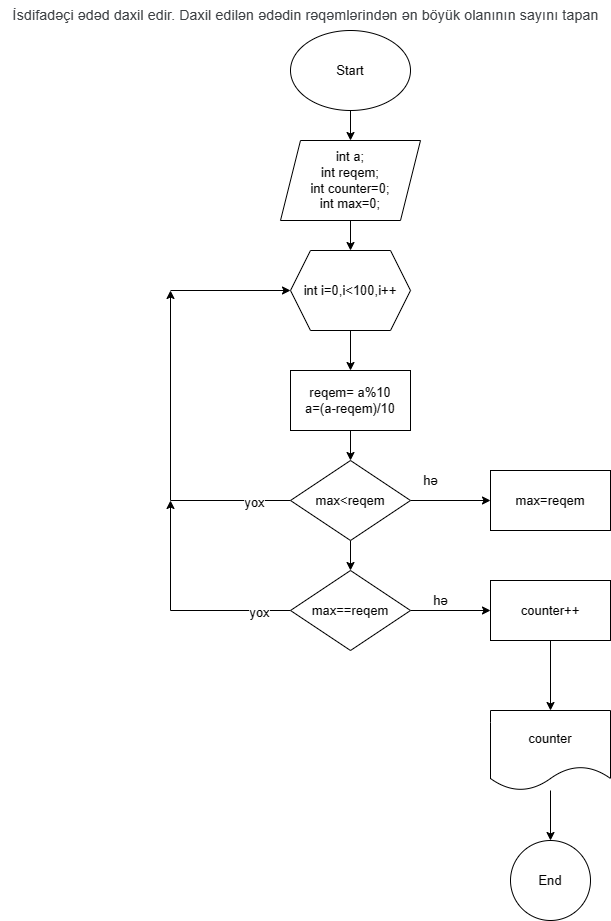 İsdifadəçi ədəd daxil edir. Daxil edilən ədədin rəqəmlərindən ən böyük olanının sayını tapan
Start
int a;
int reqem;
int counter=0;
int max=0;
int i=0,i<100,i++
reqem= a%10
a=(a-reqem)/10
max<reqem
hə
yox
max=reqem
max==reqem
hə
yox
counter++
counter
End